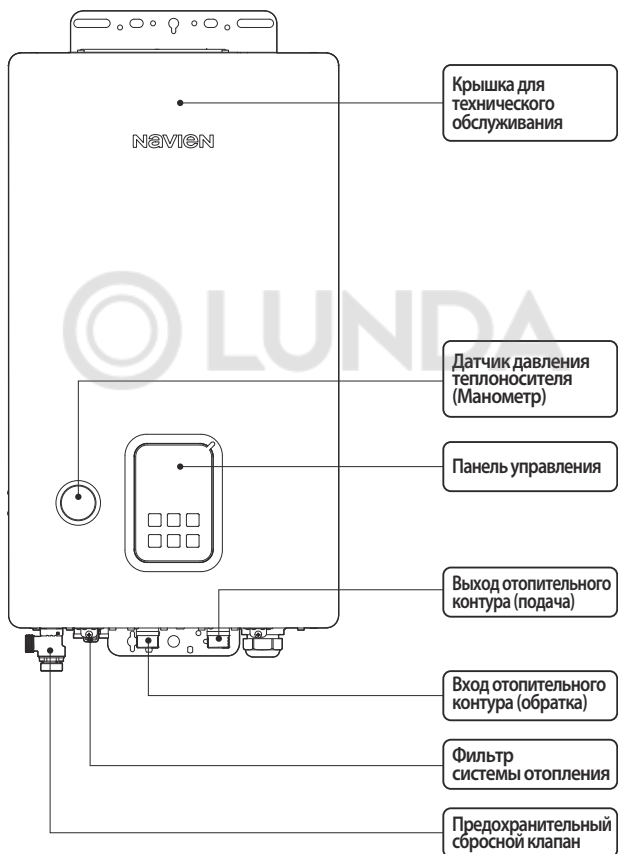 Крышка для
технического
обслуживания
NAVIEN
LUNDA
Датчик давления
теплоносителя
(Манометр)
Панель управления
Выход отопительного
контура (подача)
Вход отопительного
контура (обратка)
Фильтр
системы отопления
Предохранительный
сбросной клапан